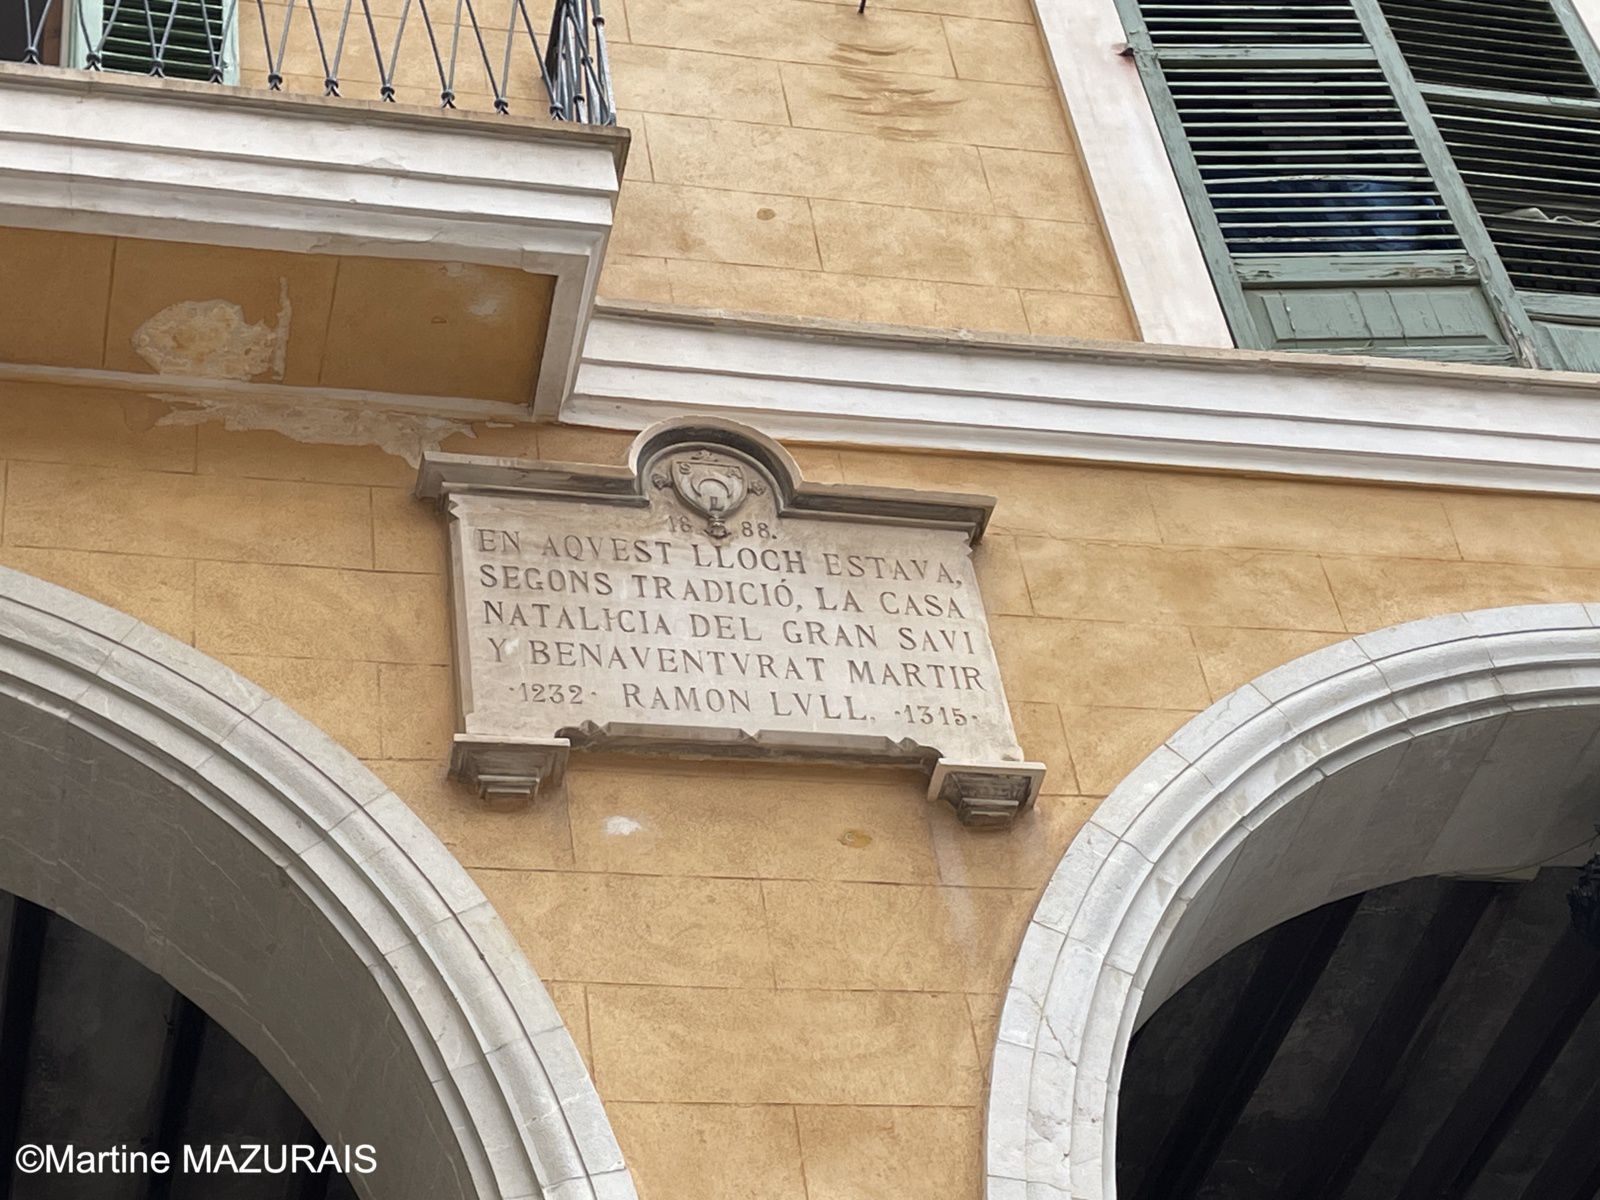 1888.
EN AQVEST LLOCH ESTAVA,
SEGONS TRADICIÓ, LA CASA
NATALICIA DEL GRAN SAVI
Y BENAVENTVRAT MARTIR
·1232· RAMON LVLL. ·1315·
©Martine MAZURAIS